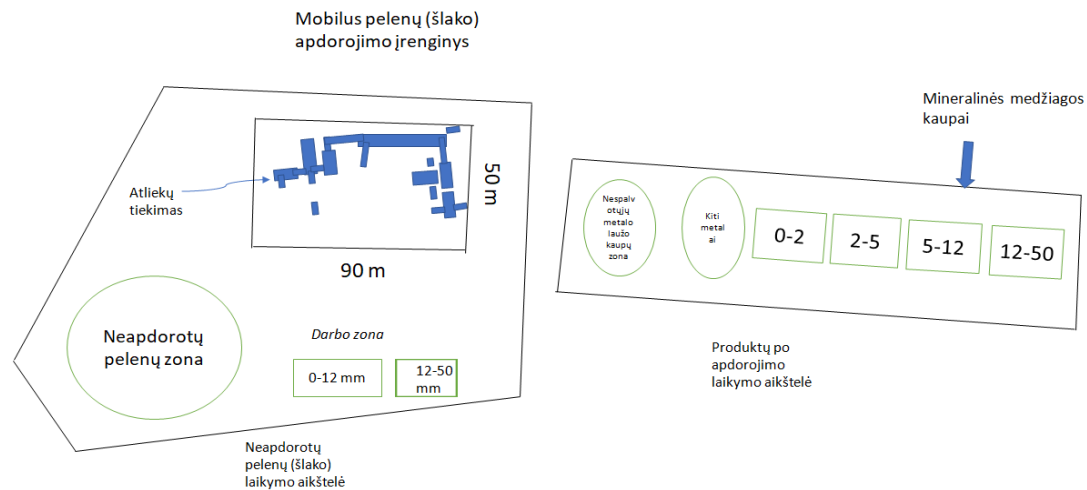 Mobilus pelenų (šlako)
apdorojimo įrenginys
Atliekų
tiekimas
50 m
90 m
Neapdorotų
pelenų zona
Darbo zona
0-12 mm
12-50
mm
Neapdorotų
pelenų (šlako)
laikymo aikštelė
Mineralinės medžiagos
kaupai
Nespalv
otųjų
metalo
laužo
kaupų
zona
Kiti
metal
ai
0-2
2-5
5-12
12-50
Produktų po
apdorojimo
laikymo aikštelė